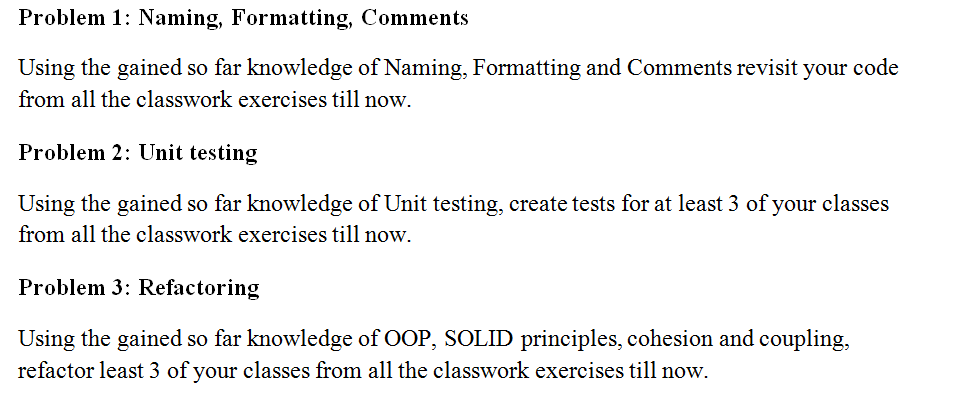 Problem 1: Naming, Formatting, Comments
Using the gained so far knowledge of Naming, Formatting and Comments revisit your code
from all the classwork exercises till now.
Problem 2: Unit testing
Using the gained so far knowledge of Unit testing, create tests for at least 3 of your classes
from all the classwork exercises till now.
Problem 3: Refactoring
Using the gained so far knowledge of OOP, SOLID principles, cohesion and coupling,
refactor least 3 of your classes from all the classwork exercises till now.